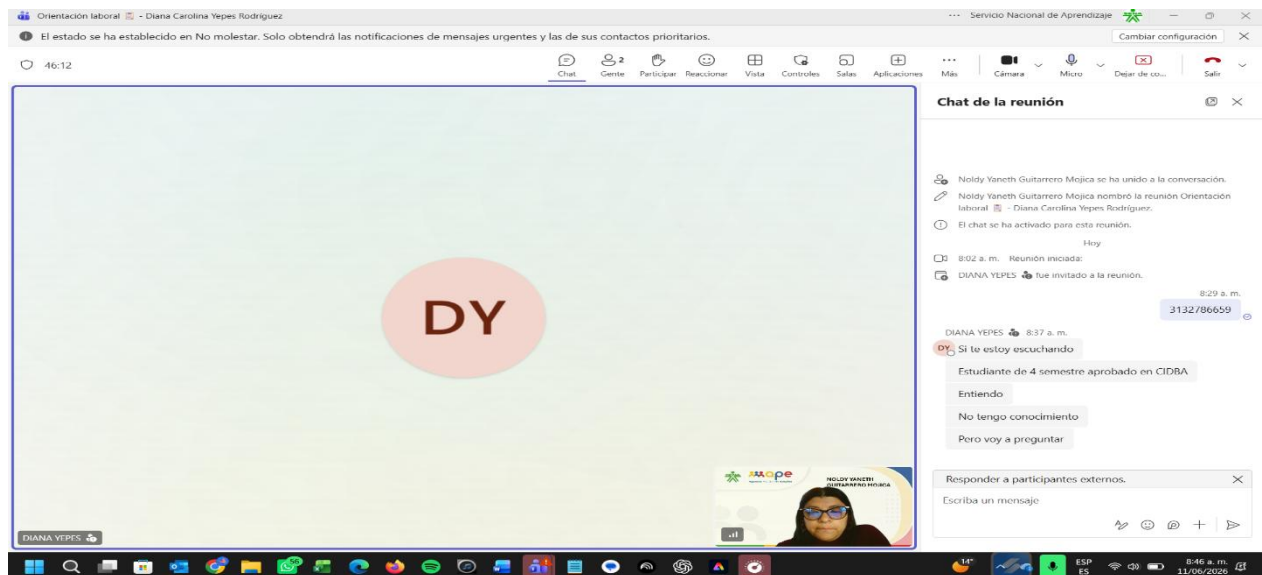 Orientación laboral - Diana Carolina Yepes Rodríguez
Servicio Nacional de Aprendizaje
El estado se ha establecido en No molestar. Solo obtendrá las notificaciones de mensajes urgentes y las de sus contactos prioritarios.
Cambiar configuración
46:12
Chat
2
Gente
Participar
Reaccionar
Vista
Controles
Salas
Aplicaciones
Más
Cámara
Micro
Dejar de co...
Salir
Chat de la reunión
Noldy Yaneth Guitarrero Mojica se ha unido a la conversación.
Noldy Yaneth Guitarrero Mojica nombró la reunión Orientación
laboral - Diana Carolina Yepes Rodríguez.
El chat se ha activado para esta reunión.
Hoy
8:02 a. m. Reunión iniciada:
DIANA YEPES fue invitado a la reunión.
8:29 a. m.
3132786659
DIANA YEPES 8:37 a. m.
DY
Si te estoy escuchando
Estudiante de 4 semestre aprobado en CIDBA
Entiendo
No tengo conocimiento
Pero voy a preguntar
DY
ape
NOLDY YANETH
GUITARRERO MOJICA
DIANA YEPES
Responder a participantes externos.
Escriba un mensaje
14°
ESP
ES
8:46 a. m.
11/06/2026